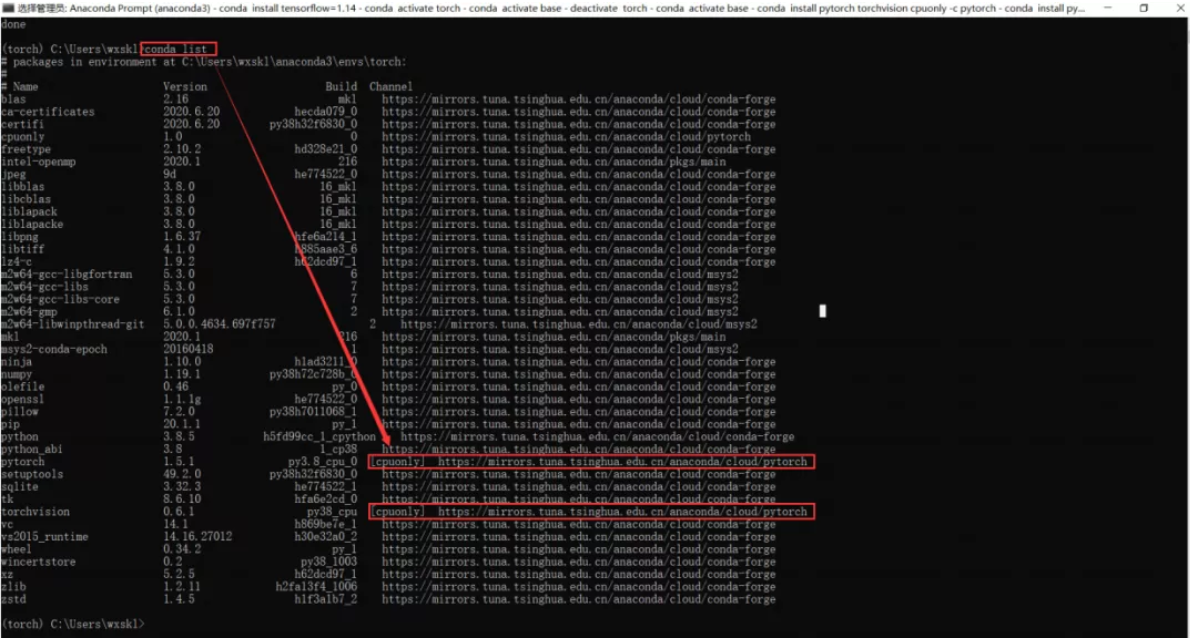 选择管理员: Anaconda Prompt (anaconda3) - conda install tensorflow=1.14 - conda activate torch - conda activate base - deactivate torch - conda activate base - conda install pytorch torchvision cpuonly -c pytorch - conda install py...
done
(torch) C:\Users\wxskl>conda list
# packages in environment at C:\Users\wxskl\anaconda3\envs\torch:
#
# Name Version Build Channel
blas 2.16 mkl https://mirrors.tuna.tsinghua.edu.cn/anaconda/cloud/conda-forge
ca-certificates 2020.6.20 hecda079_0 https://mirrors.tuna.tsinghua.edu.cn/anaconda/cloud/conda-forge
certifi 2020.6.20 py38h32f6830_0 https://mirrors.tuna.tsinghua.edu.cn/anaconda/cloud/conda-forge
cpuonly 1.0 0 https://mirrors.tuna.tsinghua.edu.cn/anaconda/cloud/pytorch
freetype 2.10.2 hd328e21_0 https://mirrors.tuna.tsinghua.edu.cn/anaconda/cloud/conda-forge
intel-openmp 2020.1 216 https://mirrors.tuna.tsinghua.edu.cn/anaconda/pkgs/main
jpeg 9d he774522_0 https://mirrors.tuna.tsinghua.edu.cn/anaconda/cloud/conda-forge
libblas 3.8.0 16_mkl https://mirrors.tuna.tsinghua.edu.cn/anaconda/cloud/conda-forge
libcblas 3.8.0 16_mkl https://mirrors.tuna.tsinghua.edu.cn/anaconda/cloud/conda-forge
liblapack 3.8.0 16_mkl https://mirrors.tuna.tsinghua.edu.cn/anaconda/cloud/conda-forge
liblapacke 3.8.0 16_mkl https://mirrors.tuna.tsinghua.edu.cn/anaconda/cloud/conda-forge
libpng 1.6.37 hfe6a214_1 https://mirrors.tuna.tsinghua.edu.cn/anaconda/cloud/conda-forge
libtiff 4.1.0 h885aae3_6 https://mirrors.tuna.tsinghua.edu.cn/anaconda/cloud/conda-forge
lz4-c 1.9.2 h62dcd97_1 https://mirrors.tuna.tsinghua.edu.cn/anaconda/cloud/conda-forge
m2w64-gcc-libgfortran 5.3.0 6 https://mirrors.tuna.tsinghua.edu.cn/anaconda/cloud/msys2
m2w64-gcc-libs 5.3.0 7 https://mirrors.tuna.tsinghua.edu.cn/anaconda/cloud/msys2
m2w64-gcc-libs-core 5.3.0 7 https://mirrors.tuna.tsinghua.edu.cn/anaconda/cloud/msys2
m2w64-gmp 6.1.0 2 https://mirrors.tuna.tsinghua.edu.cn/anaconda/cloud/msys2
m2w64-libwinpthread-git 5.0.0.4634.697f757 2 https://mirrors.tuna.tsinghua.edu.cn/anaconda/cloud/msys2
mkl 2020.1 216 https://mirrors.tuna.tsinghua.edu.cn/anaconda/pkgs/main
msys2-conda-epoch 20160418 1 https://mirrors.tuna.tsinghua.edu.cn/anaconda/cloud/msys2
ninja 1.10.0 h1ad3211_0 https://mirrors.tuna.tsinghua.edu.cn/anaconda/cloud/conda-forge
numpy 1.19.1 py38h72c728b_0 https://mirrors.tuna.tsinghua.edu.cn/anaconda/cloud/conda-forge
olefile 0.46 py_0 https://mirrors.tuna.tsinghua.edu.cn/anaconda/cloud/conda-forge
openssl 1.1.1g he774522_0 https://mirrors.tuna.tsinghua.edu.cn/anaconda/cloud/conda-forge
pillow 7.2.0 py38h7011068_1 https://mirrors.tuna.tsinghua.edu.cn/anaconda/cloud/conda-forge
pip 20.1.1 py_1 https://mirrors.tuna.tsinghua.edu.cn/anaconda/cloud/conda-forge
python 3.8.5 h5fd99cc_1_cpython https://mirrors.tuna.tsinghua.edu.cn/anaconda/cloud/conda-forge
python_abi 3.8 1_cp38 https://mirrors.tuna.tsinghua.edu.cn/anaconda/cloud/conda-forge
pytorch 1.5.1 py3.8_cpu_0 [cpuonly] https://mirrors.tuna.tsinghua.edu.cn/anaconda/cloud/pytorch
setuptools 49.2.0 py38h32f6830_0 https://mirrors.tuna.tsinghua.edu.cn/anaconda/cloud/conda-forge
sqlite 3.32.3 he774522_1 https://mirrors.tuna.tsinghua.edu.cn/anaconda/cloud/conda-forge
tk 8.6.10 hfa6e2cd_0 https://mirrors.tuna.tsinghua.edu.cn/anaconda/cloud/conda-forge
torchvision 0.6.1 py38_cpu [cpuonly] https://mirrors.tuna.tsinghua.edu.cn/anaconda/cloud/pytorch
vc 14.1 h869be7e_1 https://mirrors.tuna.tsinghua.edu.cn/anaconda/cloud/conda-forge
vs2015_runtime 14.16.27012 h30e32a0_2 https://mirrors.tuna.tsinghua.edu.cn/anaconda/cloud/conda-forge
wheel 0.34.2 py_1 https://mirrors.tuna.tsinghua.edu.cn/anaconda/cloud/conda-forge
wincertstore 0.2 py38_1003 https://mirrors.tuna.tsinghua.edu.cn/anaconda/cloud/conda-forge
xz 5.2.5 h62dcd97_1 https://mirrors.tuna.tsinghua.edu.cn/anaconda/cloud/conda-forge
zlib 1.2.11 h2fa13f4_1006 https://mirrors.tuna.tsinghua.edu.cn/anaconda/cloud/conda-forge
zstd 1.4.5 h1f3a1b7_2 https://mirrors.tuna.tsinghua.edu.cn/anaconda/cloud/conda-forge
(torch) C:\Users\wxskl>